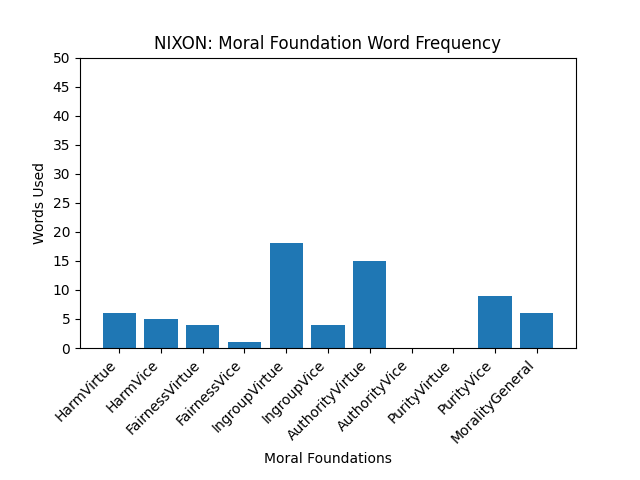 NIXON: Moral Foundation Word Frequency
50
45
40
35
30
25
20
15
10
5
0
Words Used
HarmVirtue
HarmVice
FairnessVirtue
FairnessVice
IngroupVirtue
IngroupVice
AuthorityVirtue
AuthorityVice
PurityVirtue
PurityVice
MoralityGeneral
Moral Foundations